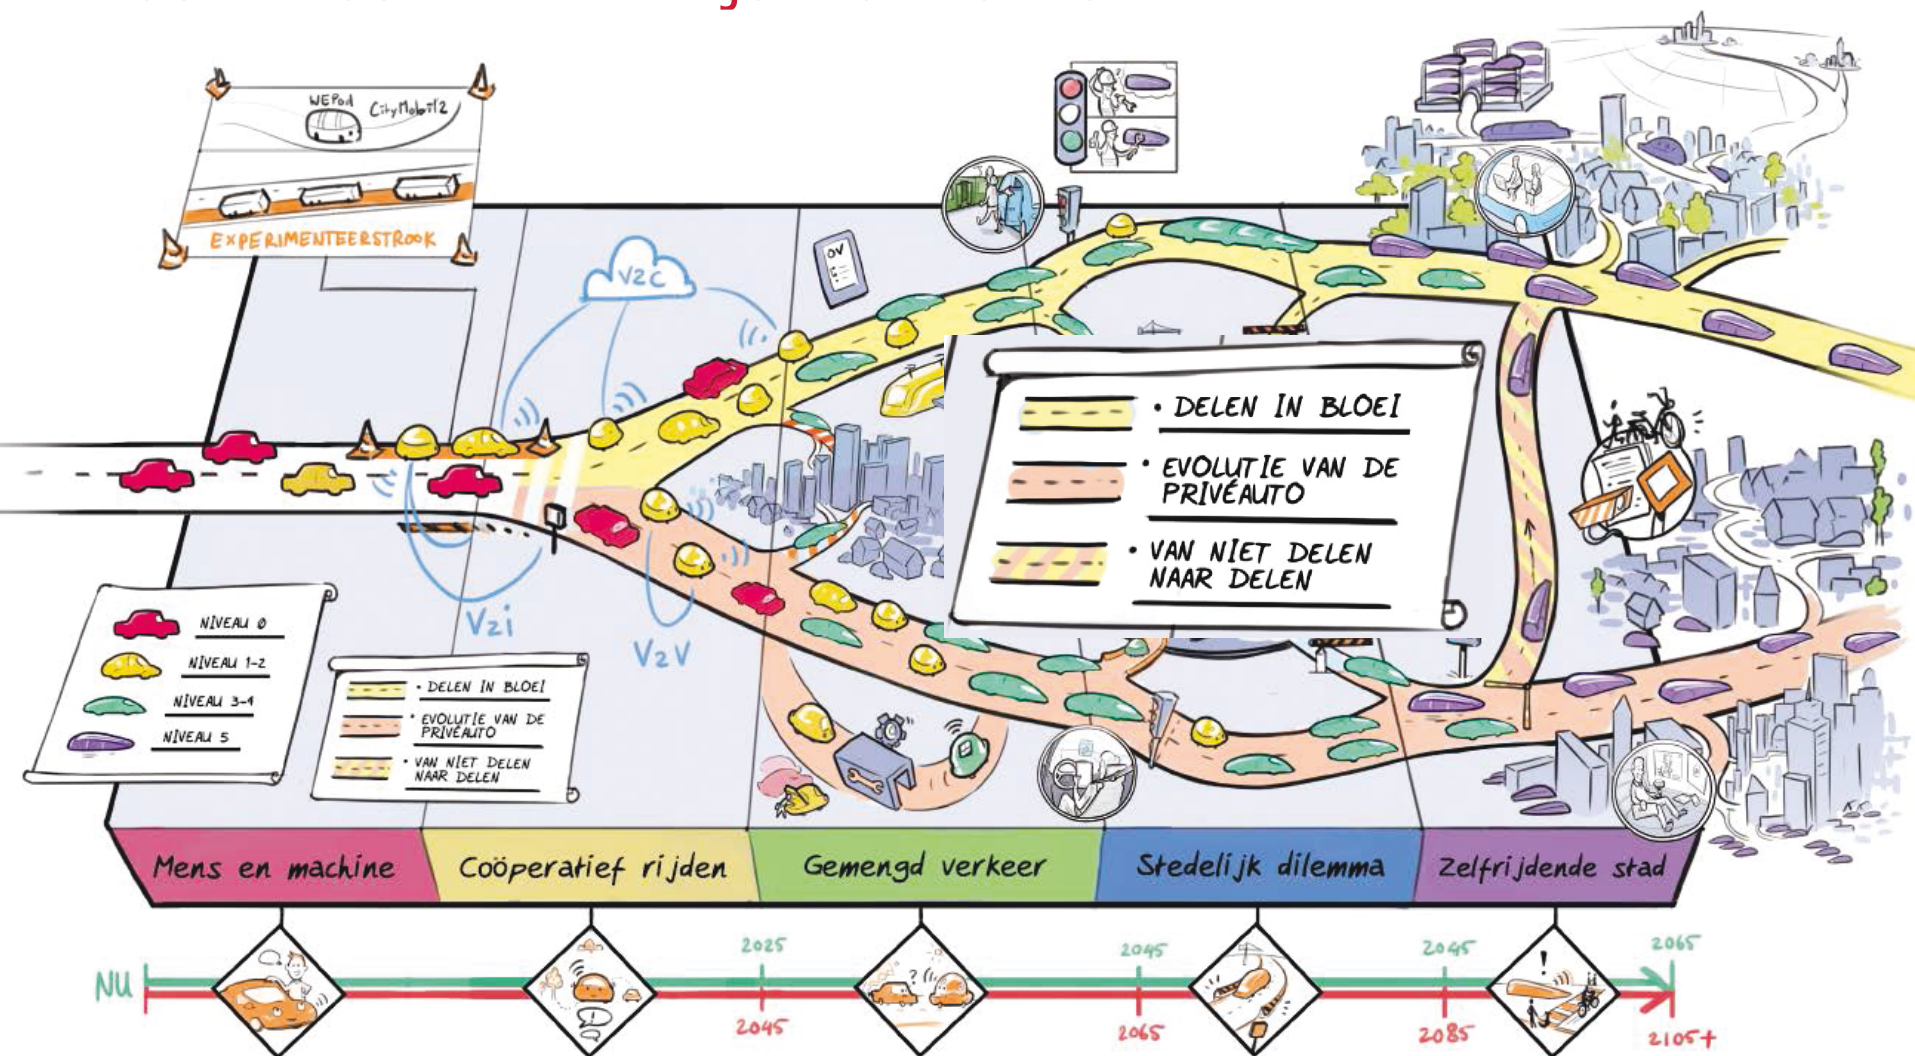 WEPod
CityMobil2
EXPERIMENTEERSTROOK
V2C
OV
V2i
V2V
NIVEAU 0
NIVEAU 1-2
NIVEAU 3-4
NIVEAU 5
• DELEN IN BLOEI
• EVOLUTIE VAN DE
PRIVÉAUTO
• VAN NIET DELEN
NAAR DELEN
• DELEN IN BLOEI
• EVOLUTIE VAN DE
PRIVÉAUTO
• VAN NIET DELEN
NAAR DELEN
Mens en machine
Coöperatief rijden
Gemengd verkeer
Stedelijk dilemma
Zelfrijdende stad
NU
2025
2045
2045
2065
2045
2065
2085
2105+